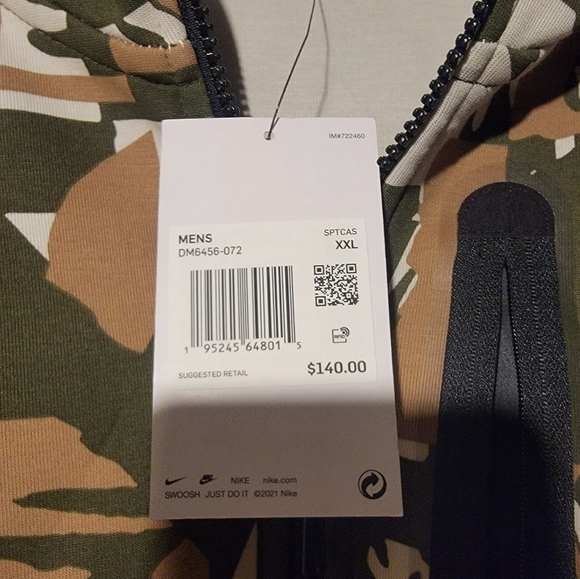 IM#722460
MENS
DM6456-072
SPTCAS
XXL
1 95245 64801 5
RFID
SUGGESTED RETAIL
$140.00
NIKE nike.com
SWOOSH JUST DO IT ©2021 Nike